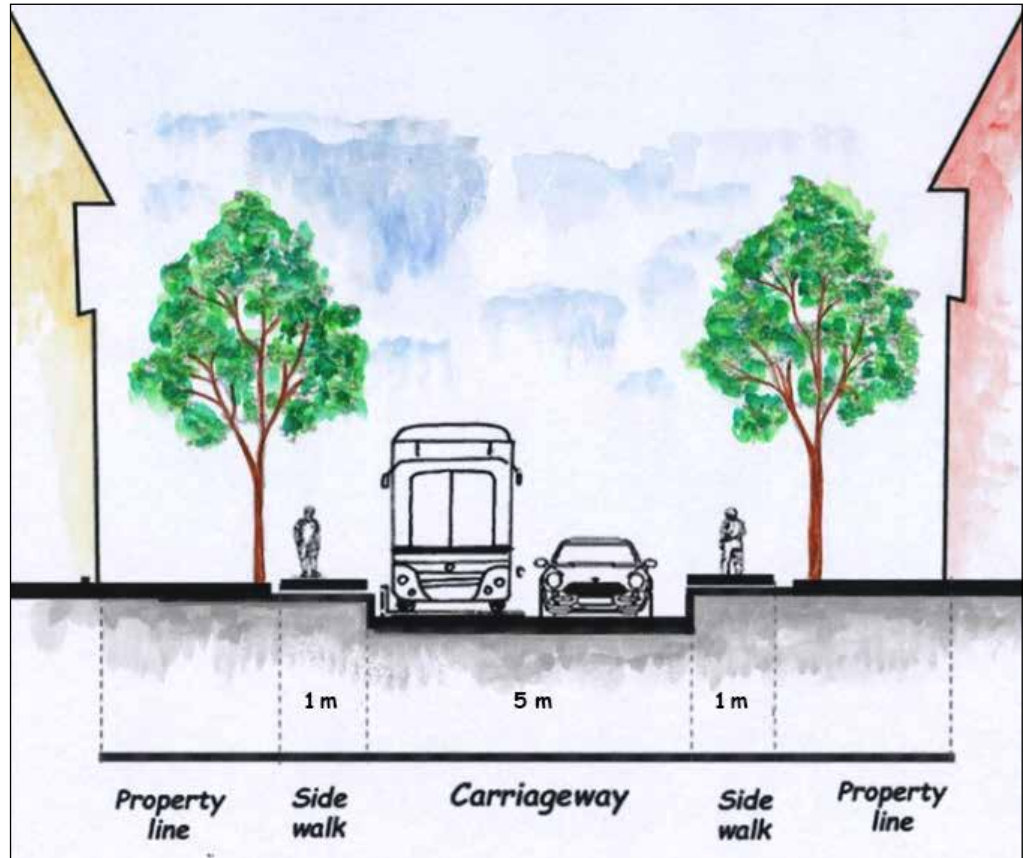 1 m
5 m
1 m
Property
line
Side
walk
Carriageway
Side
walk
Property
line